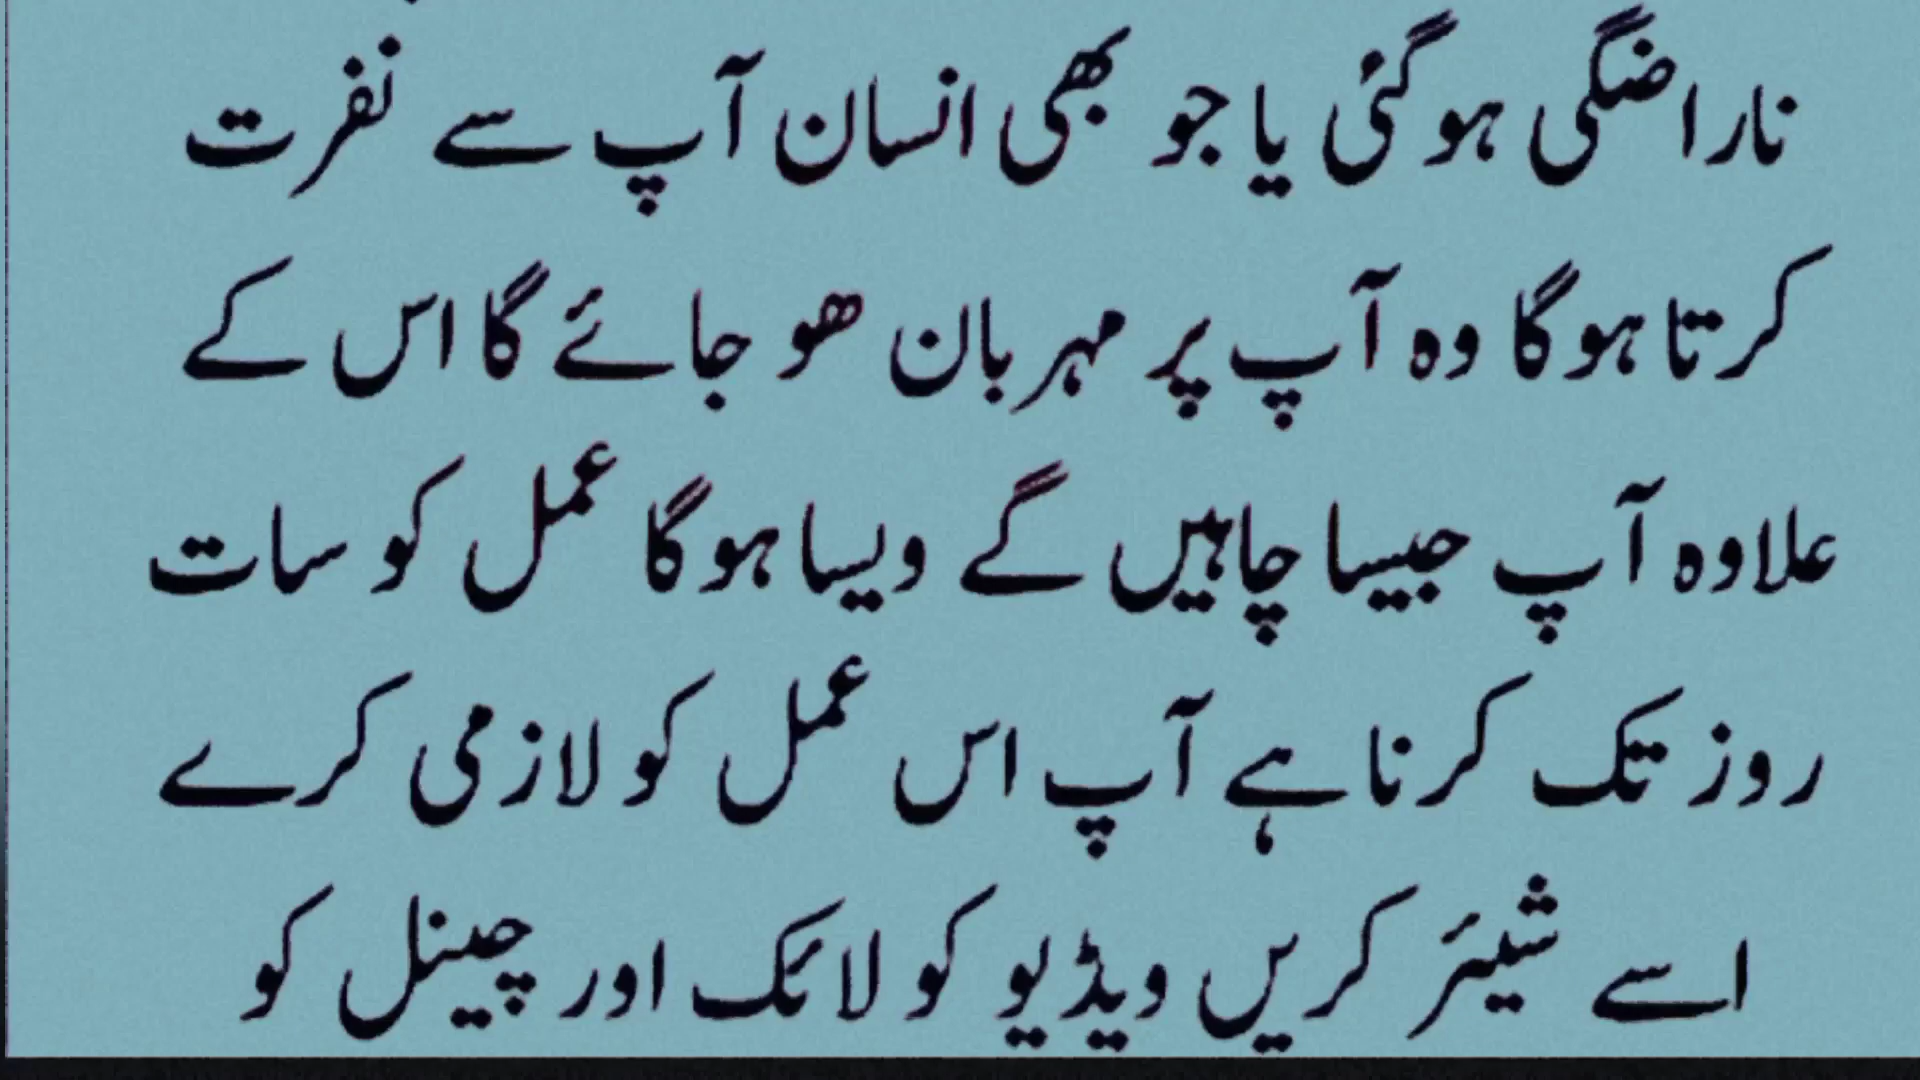 ناراضگی ہوگئی یا جو بھی انسان آپ سے نفرت
کرتا ہوگا وہ آپ پر مہربان ھو جائے گا اس کے
علاوہ آپ جیسا چاہیں گے ویسا ہوگا عمل کو سات
روز تک کرنا ہے آپ اس عمل کو لازمی کرے
اسے شیئر کریں ویڈیو کو لائک اور چینل کو